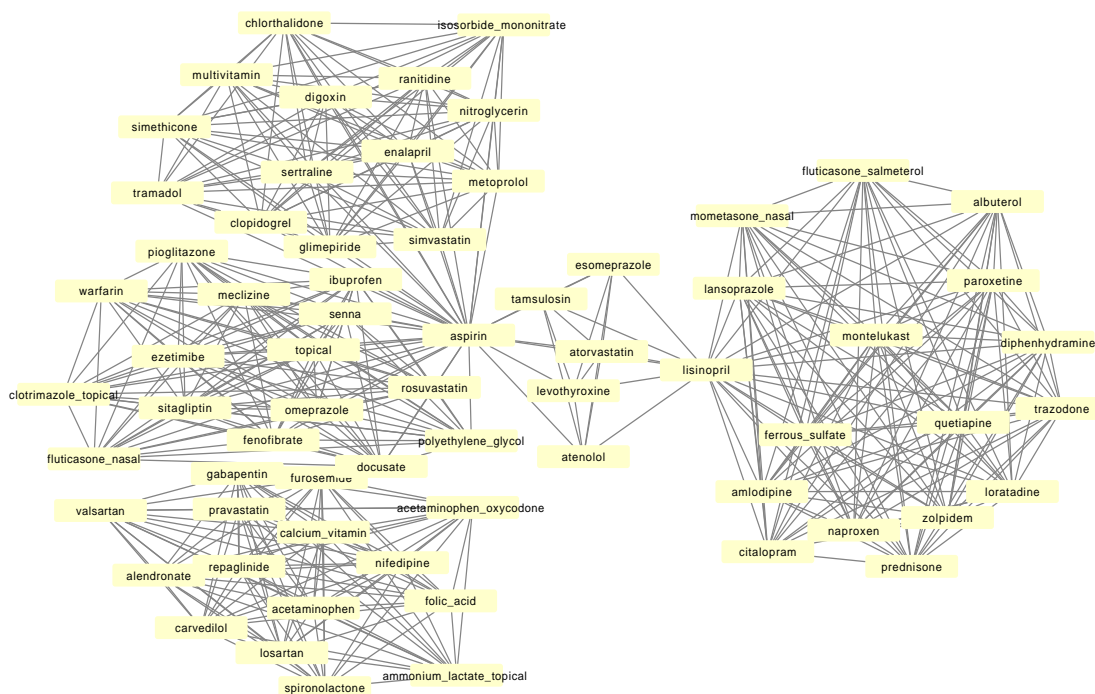 chlorthalidone
isosorbide_mononitrate
multivitamin
ranitidine
digoxin
nitroglycerin
simethicone
enalapril
sertraline
tramadol
metoprolol
clopidogrel
glimepiride
simvastatin
pioglitazone
ibuprofen
warfarin
meclizine
senna
aspirin
ezetimibe
topical
clotrimazole_topical
rosuvastatin
sitagliptin
omeprazole
fenofibrate
polyethylene_glycol
fluticasone_nasal
docusate
esomeprazole
tamsulosin
atorvastatin
levothyroxine
atenolol
lisinopril
fluticasone_salmeterol
mometasone_nasal
albuterol
lansoprazole
paroxetine
montelukast
diphenhydramine
trazodone
ferrous_sulfate
quetiapine
amlodipine
loratadine
zolpidem
naproxen
citalopram
prednisone
gabapentin
furosemide
valsartan
pravastatin
acetaminophen_oxycodone
calcium_vitamin
alendronate
repaglinide
nifedipine
folic_acid
acetaminophen
carvedilol
losartan
ammonium_lactate_topical
spironolactone